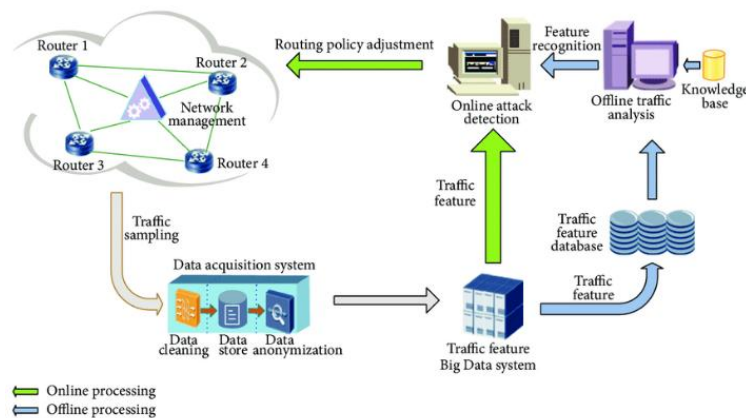 Router 1
Router 2
Network
management
Router 3
Router 4
Routing policy adjustment
Online attack
detection
Feature
recognition
Offline traffic
analysis
Knowledge
base
Traffic
sampling
Traffic
feature
Traffic
feature
database
Traffic
feature
Data acquisition system
Data
cleaning
Data
store
Data
anonymization
Traffic feature
Big Data system
Online processing
Offline processing